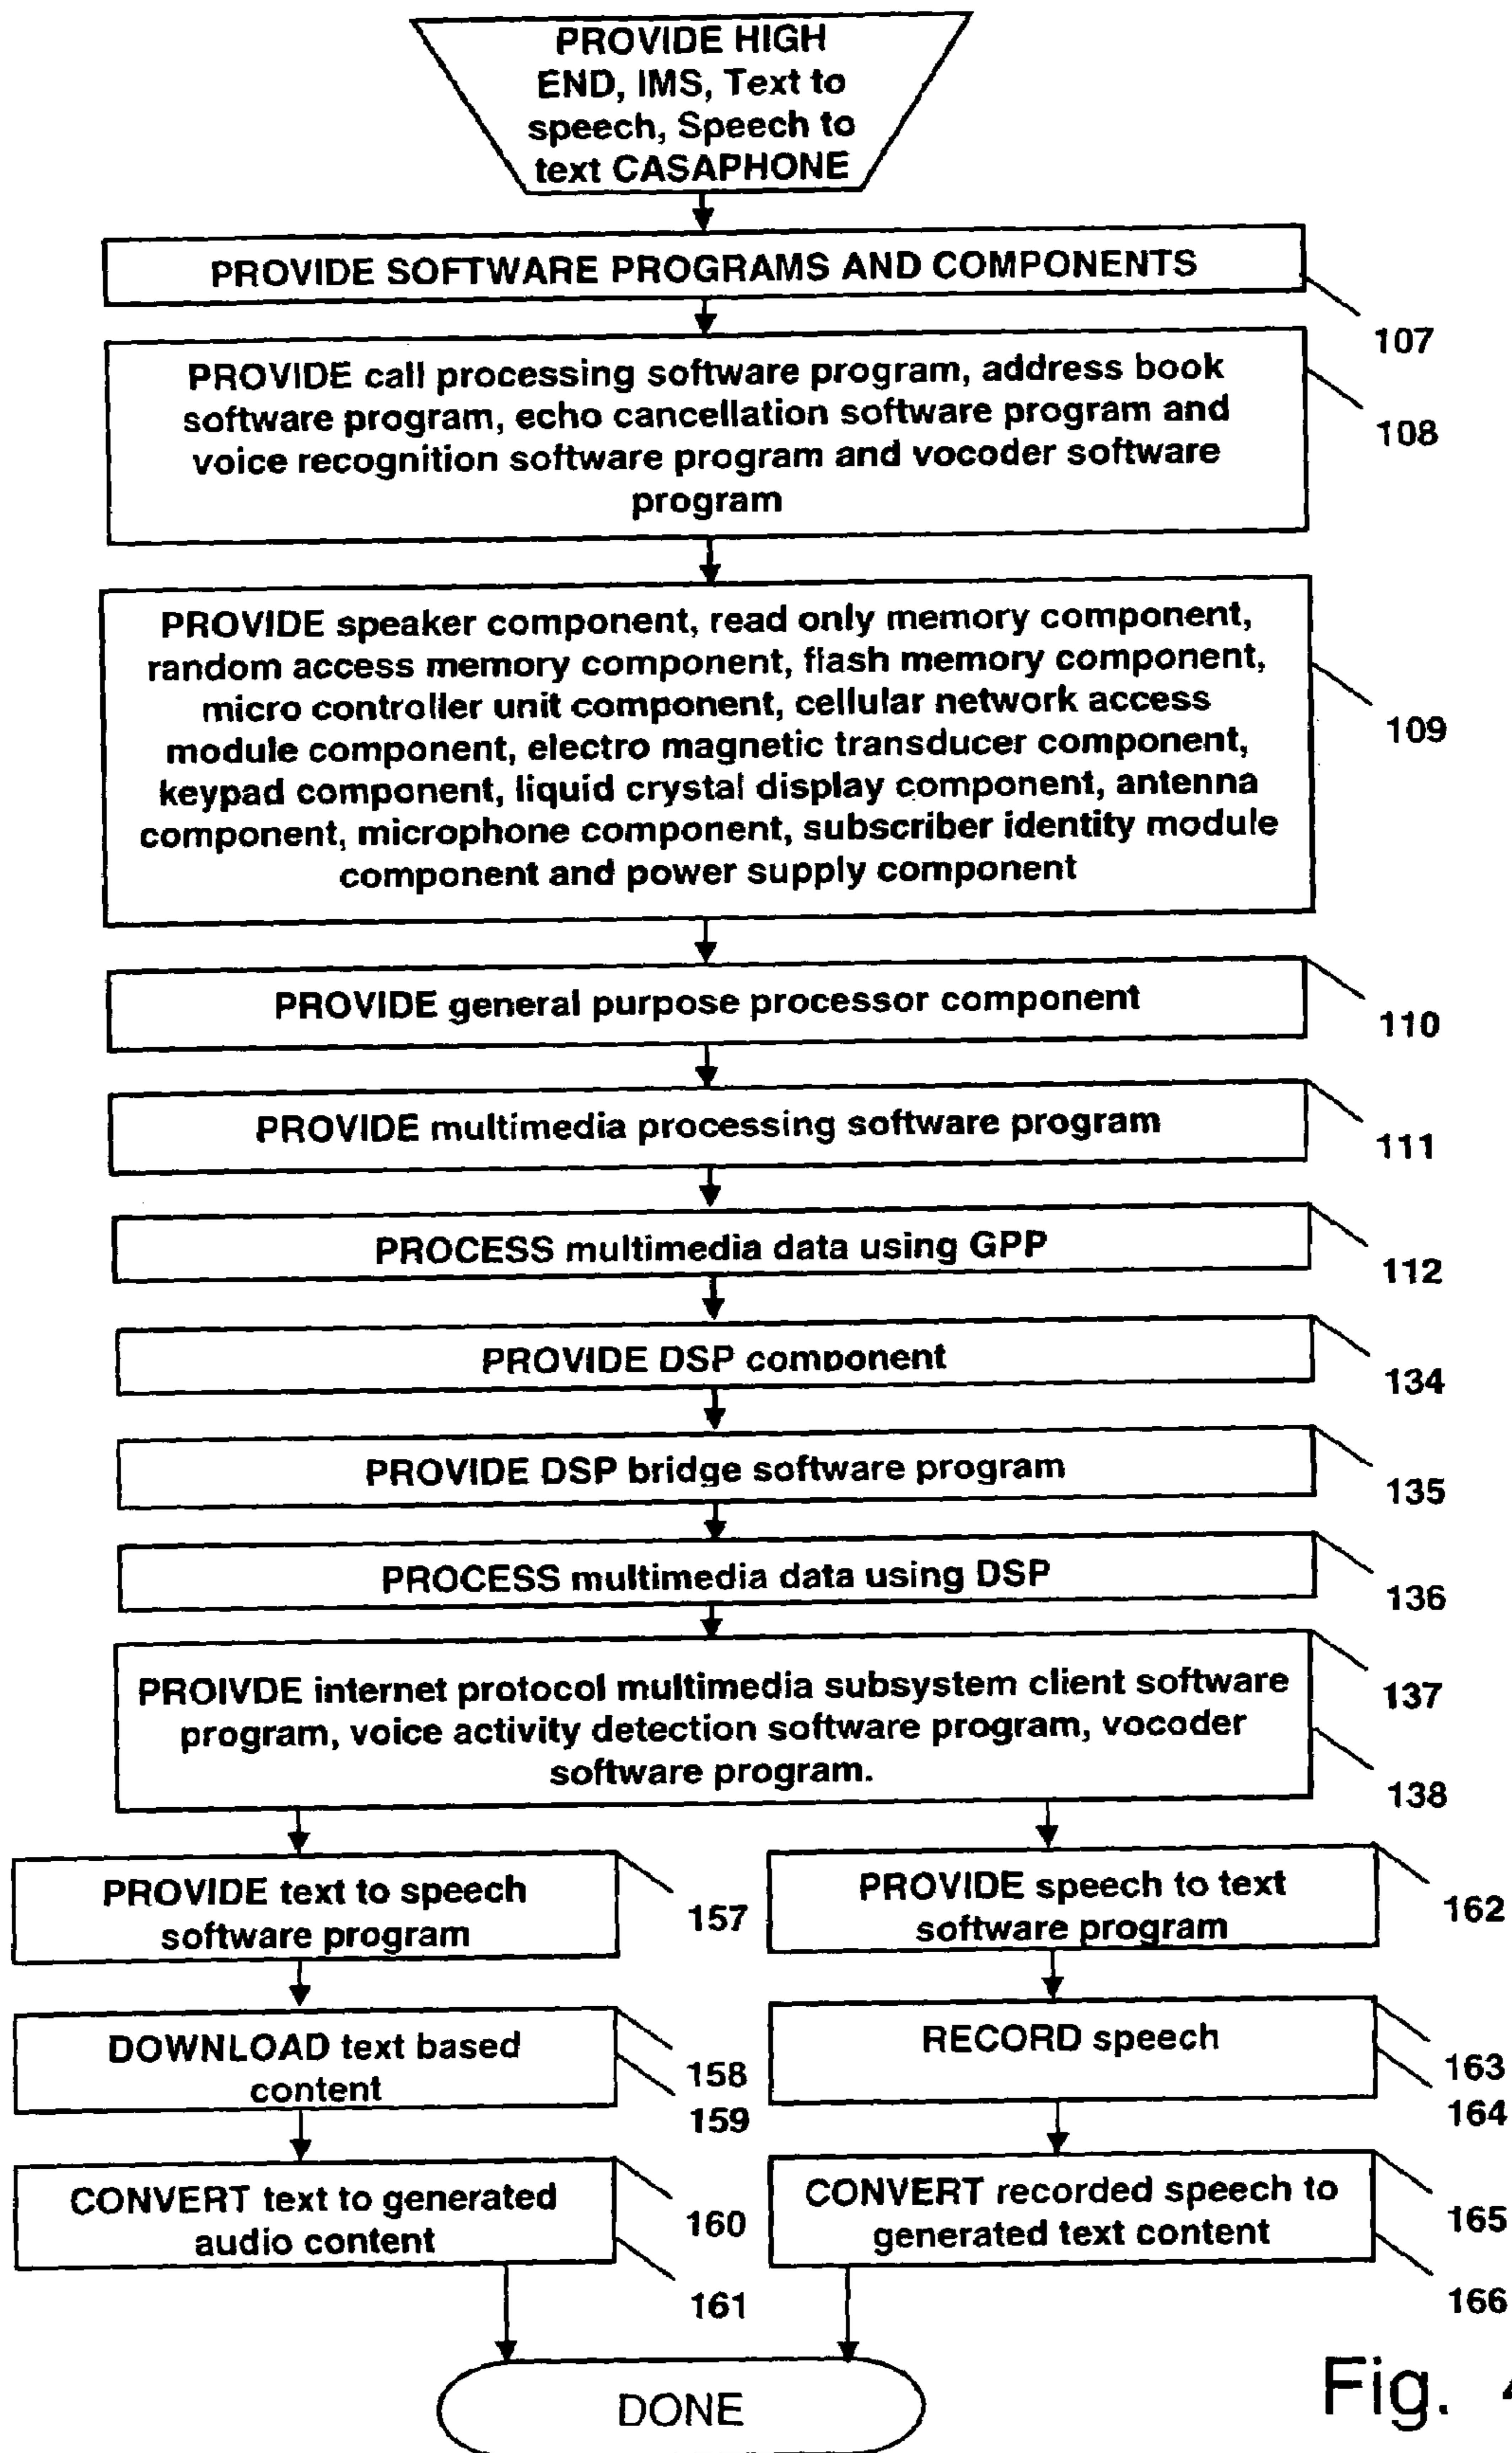 PROVIDE HIGH
END, IMS, Text to
speech, Speech to
text CASAPHONE
PROVIDE SOFTWARE PROGRAMS AND COMPONENTS
107
PROVIDE call processing software program, address book
software program, echo cancellation software program and
voice recognition software program and vocoder software
program
108
PROVIDE speaker component, read only memory component,
random access memory component, flash memory component,
micro controller unit component, cellular network access
module component, electro magnetic transducer component,
keypad component, liquid crystal display component, antenna
component, microphone component, subscriber identity module
component and power supply component
109
PROVIDE general purpose processor component
110
PROVIDE multimedia processing software program
111
PROCESS multimedia data using GPP
112
PROVIDE DSP component
134
PROVIDE DSP bridge software program
135
PROCESS multimedia data using DSP
136
PROIVDE internet protocol multimedia subsystem client software
program, voice activity detection software program, vocoder
software program.
137
138
PROVIDE text to speech
software program
157
PROVIDE speech to text
software program
162
DOWNLOAD text based
content
158
159
RECORD speech
163
164
CONVERT text to generated
audio content
160
161
CONVERT recorded speech to
generated text content
165
166
DONE
Fig.